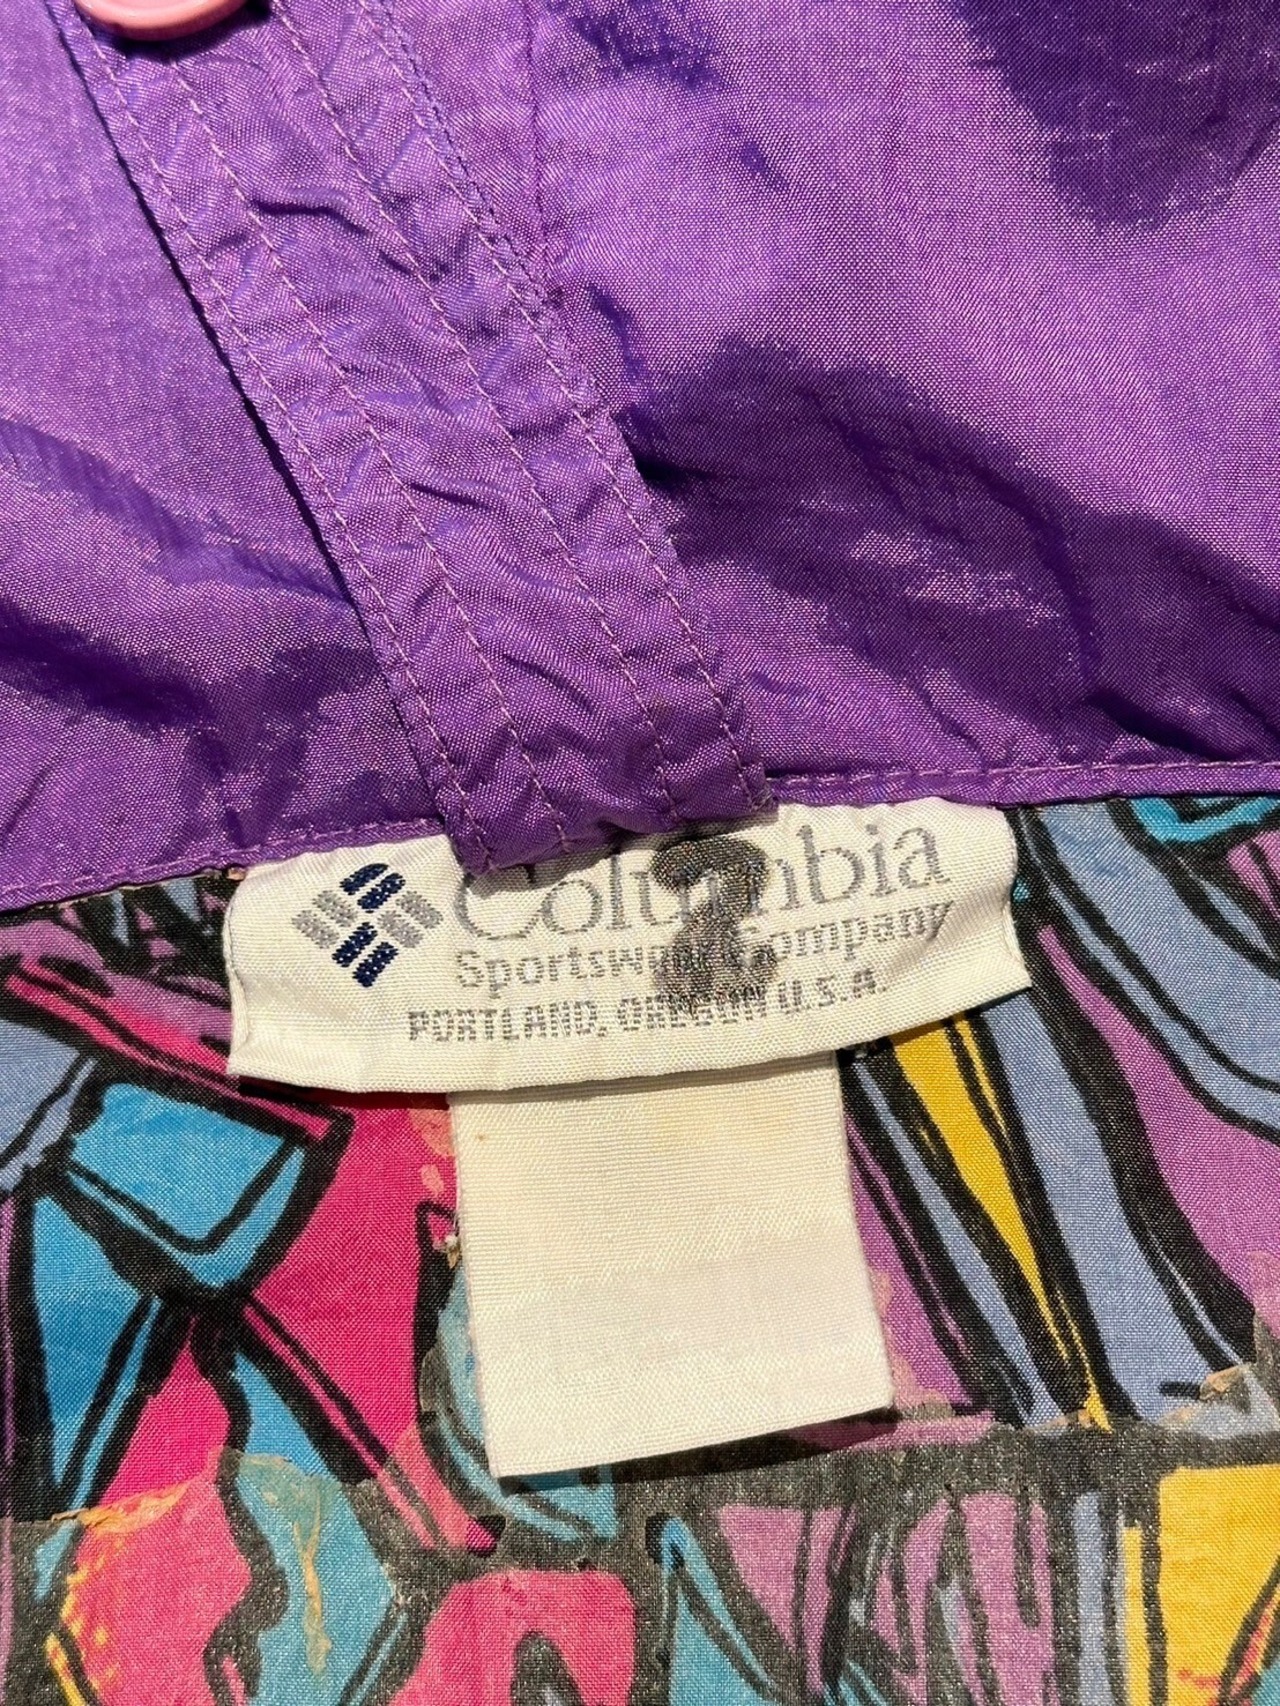 Columbia
Sportswear Company
PORTLAND, OREGON U.S.A.